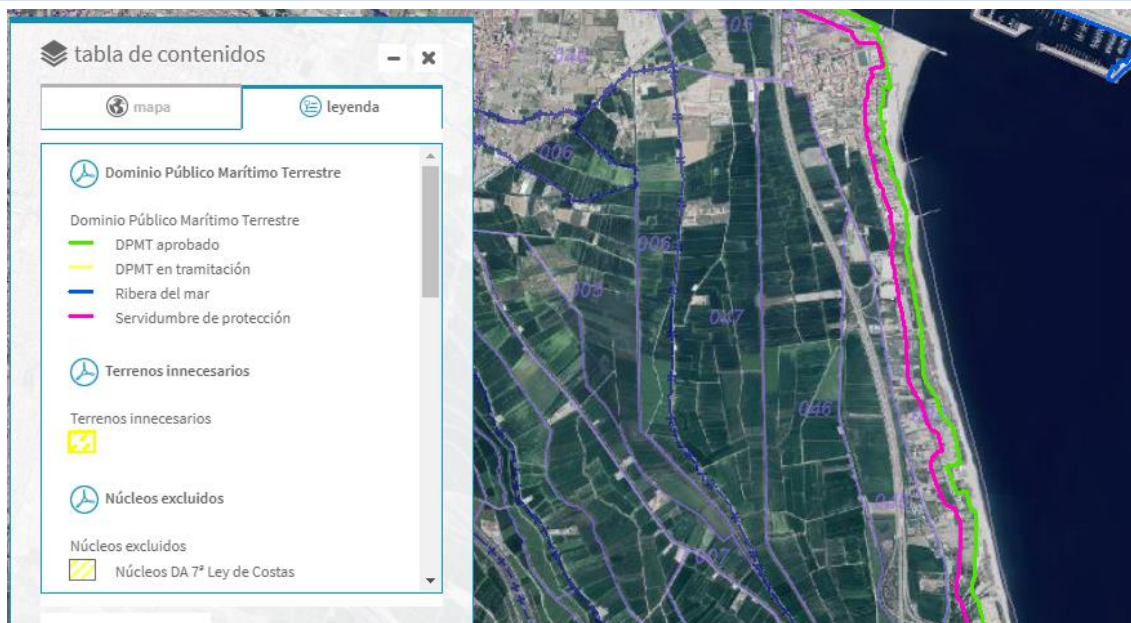 tabla de contenidos
mapa
leyenda
Dominio Público Marítimo Terrestre
Dominio Público Marítimo Terrestre
DPMT aprobado
DPMT en tramitación
Ribera del mar
Servidumbre de protección
Terrenos innecesarios
Terrenos innecesarios
Núcleos excluidos
Núcleos excluidos
Núcleos DA 7ª Ley de Costas
006
006
047
046
007